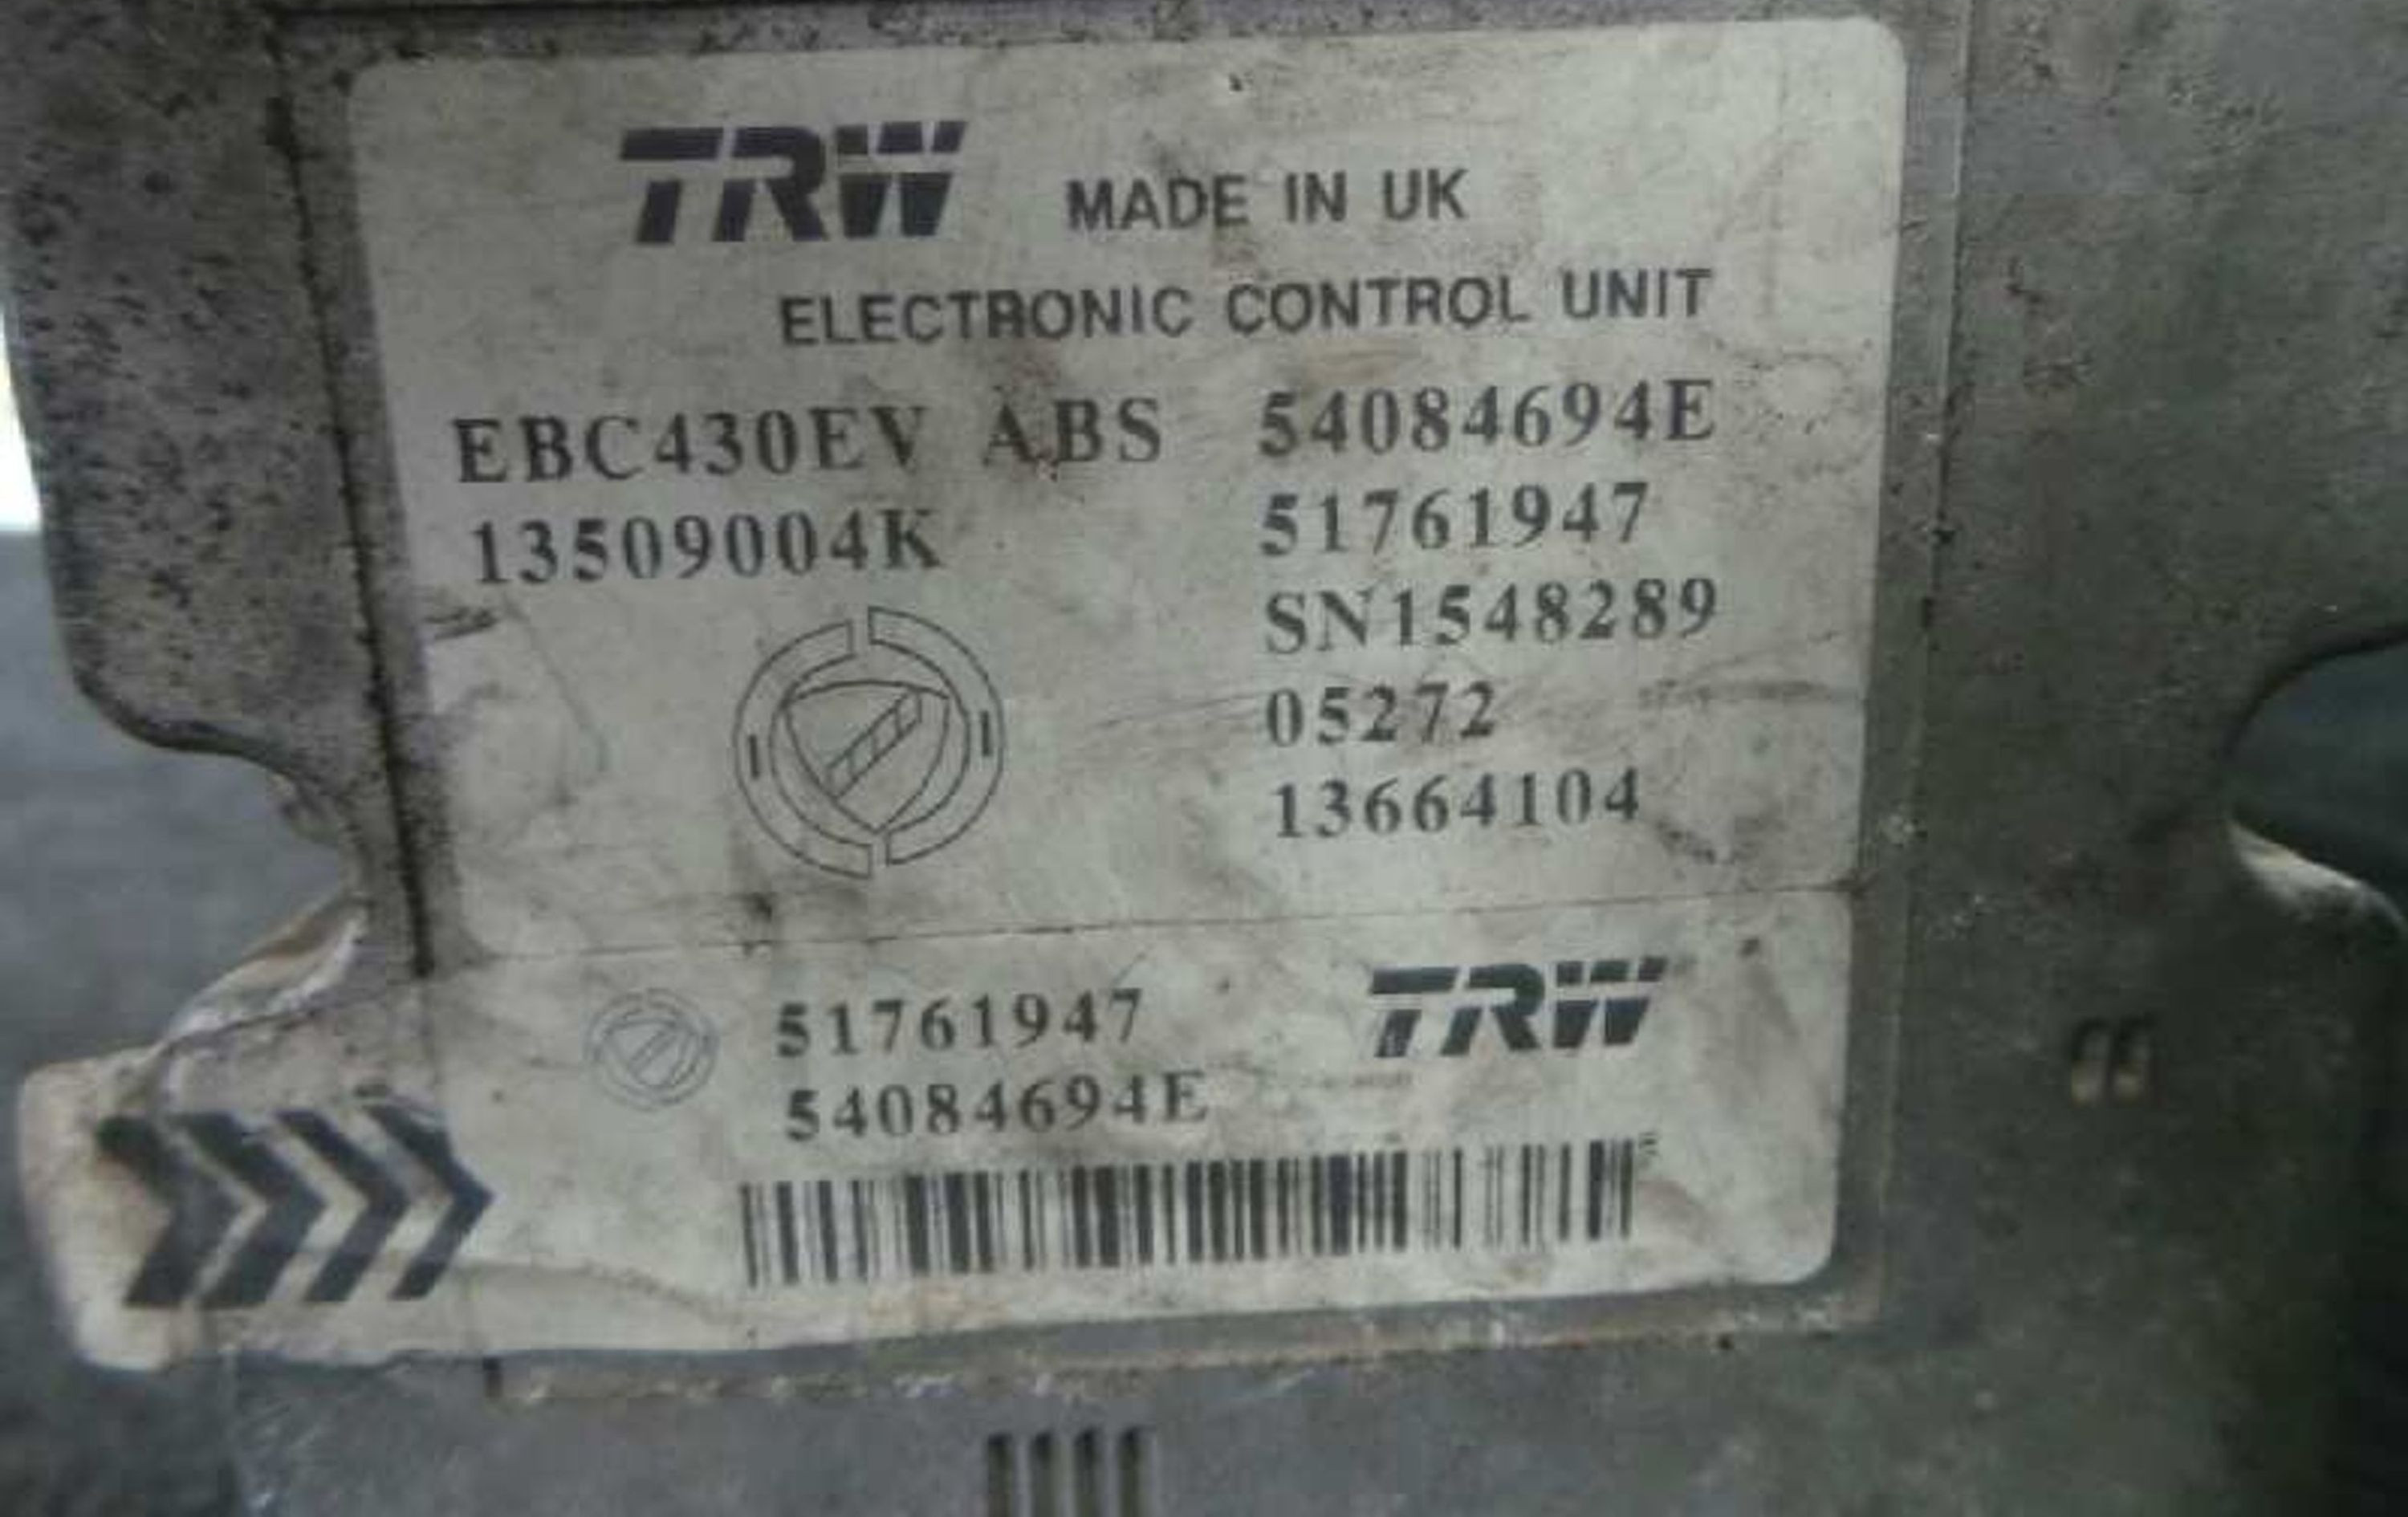 TRW MADE IN UK
ELECTRONIC CONTROL UNIT
EBC430EV ABS 54084694E
13509004K 51761947
SN1548289
05272
13664104
51761947 TRW
54084694E